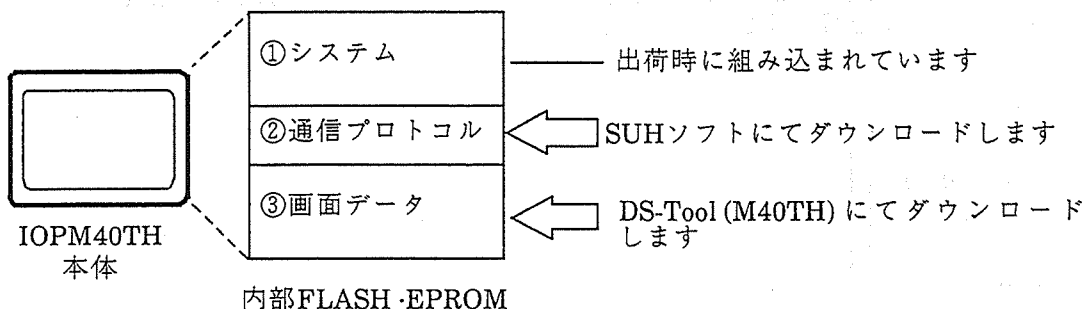 ①システム
出荷時に組み込まれています
②通信プロトコル
SUHソフトにてダウンロードします
③画面データ
DS-Tool (M40TH) にてダウンロード
します
IOPM40TH
本体
内部FLASH・EPROM